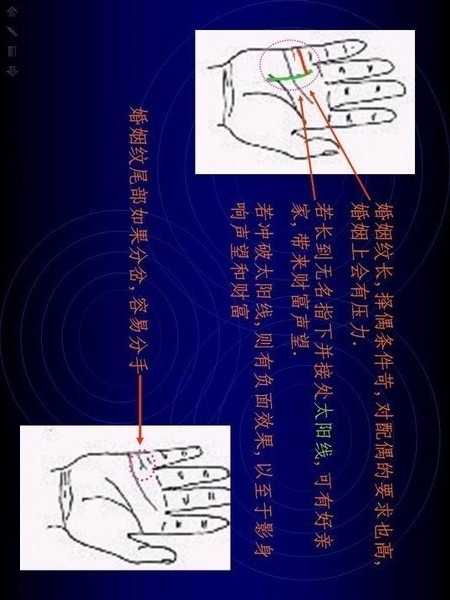 婚姻纹长,择偶条件苛,对配偶的要求也高,
婚姻上会有压力.
若长到无名指下并接处太阳线,可有好亲
家,带来财富声望.
若冲破太阳线,则有负面效果,以至于影身
响声望和财富
婚姻纹尾部如果分岔,容易分手